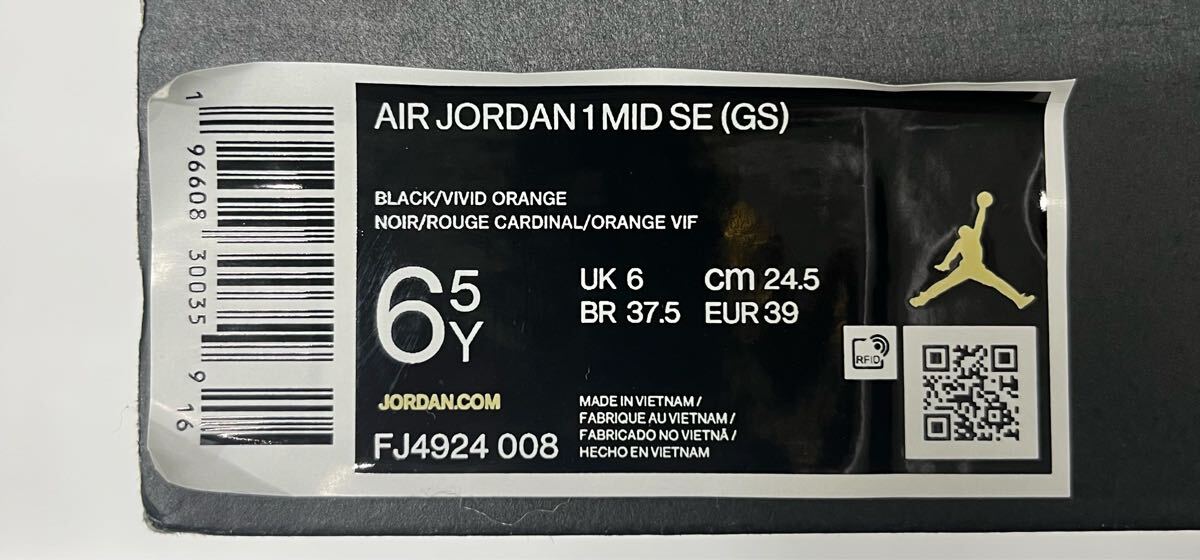 AIR JORDAN 1 MID SE (GS)
BLACK/VIVID ORANGE
NOIR/ROUGE CARDINAL/ORANGE VIF
6 5Y
UK 6 cm 24.5
BR 37.5 EUR 39
RFID
JORDAN.COM
FJ4924 008
MADE IN VIETNAM /
FABRIQUE AU VIETNAM /
FABRICADO NO VIETNÃ /
HECHO EN VIETNAM
1 96608 30035 9 16